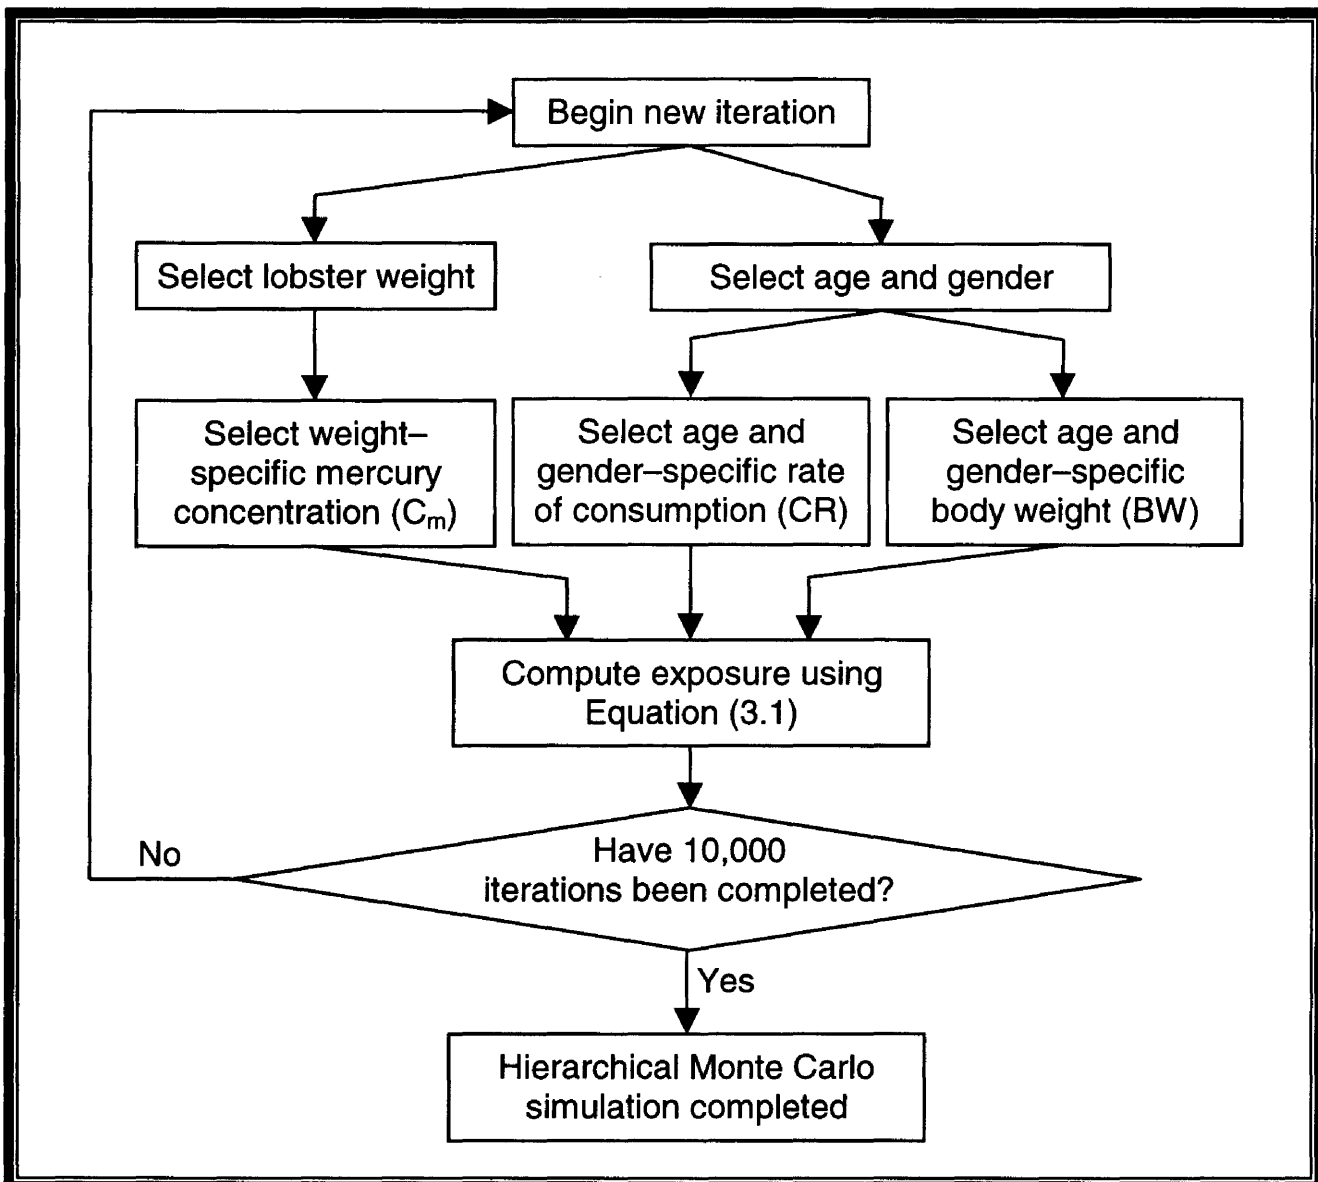 Begin new iteration
Select lobster weight
Select age and gender
Select weight–
specific mercury
concentration (Cₘ)
Select age and
gender–specific rate
of consumption (CR)
Select age and
gender–specific
body weight (BW)
Compute exposure using
Equation (3.1)
Have 10,000
iterations been completed?
No
Yes
Hierarchical Monte Carlo
simulation completed